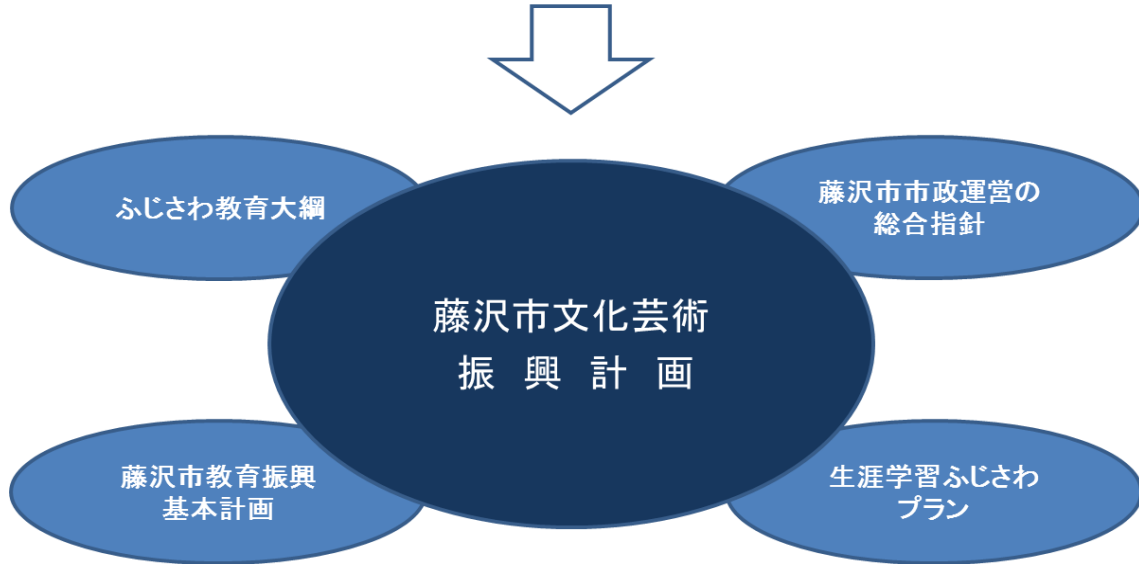 ふじさわ教育大綱
藤沢市市政運営の
総合指針
藤沢市文化芸術
振 興 計 画
藤沢市教育振興
基本計画
生涯学習ふじさわ
プラン